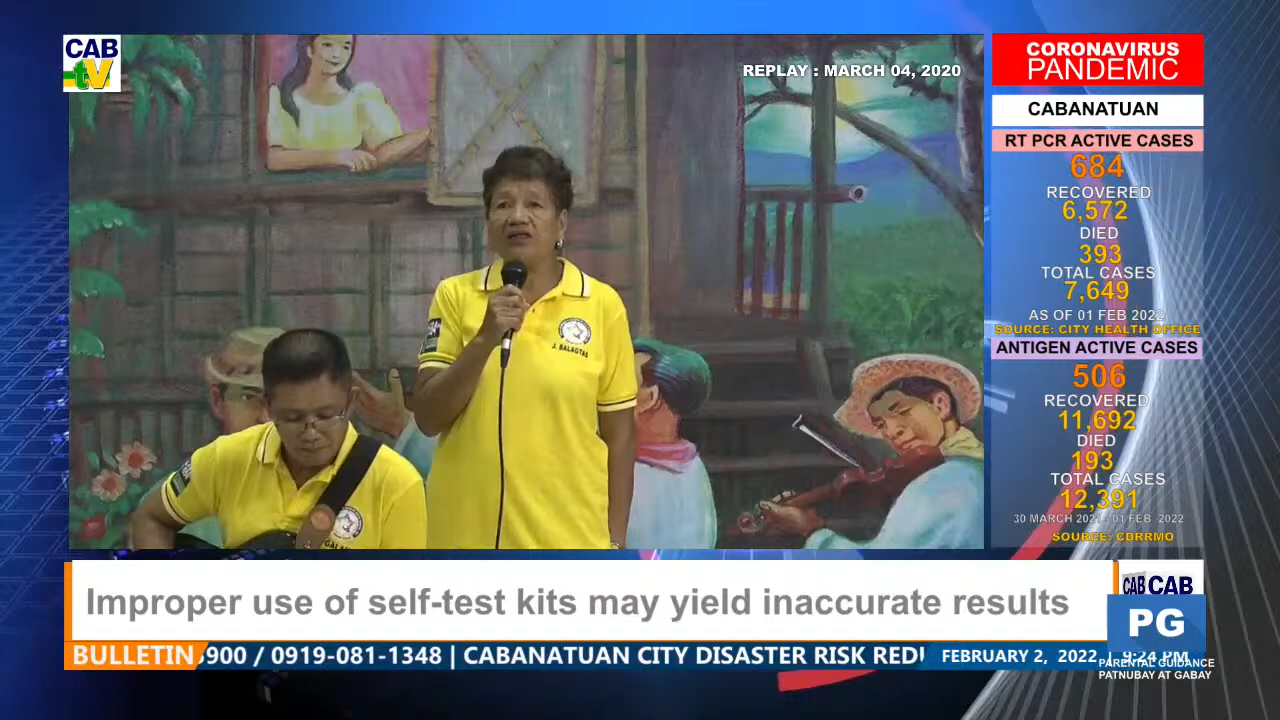 CAB
tV
REPLAY : MARCH 04, 2020
J. BALAGTAS
CORONAVIRUS
PANDEMIC
CABANATUAN
RT PCR ACTIVE CASES
684
RECOVERED
6,572
DIED
393
TOTAL CASES
7,649
AS OF 01 FEB 2022
SOURCE: CITY HEALTH OFFICE
ANTIGEN ACTIVE CASES
506
RECOVERED
11,692
DIED
193
TOTAL CASES
12,391
30 MARCH 2021 - 01 FEB 2022
SOURCE: CDRRMO
Improper use of self-test kits may yield inaccurate results
CAB CAB
PG
PARENTAL GUIDANCE
PATNUBAY AT GABAY
BULLETIN 900 / 0919-081-1348 | CABANATUAN CITY DISASTER RISK RED
FEBRUARY 2, 2022 | 9:24 PM